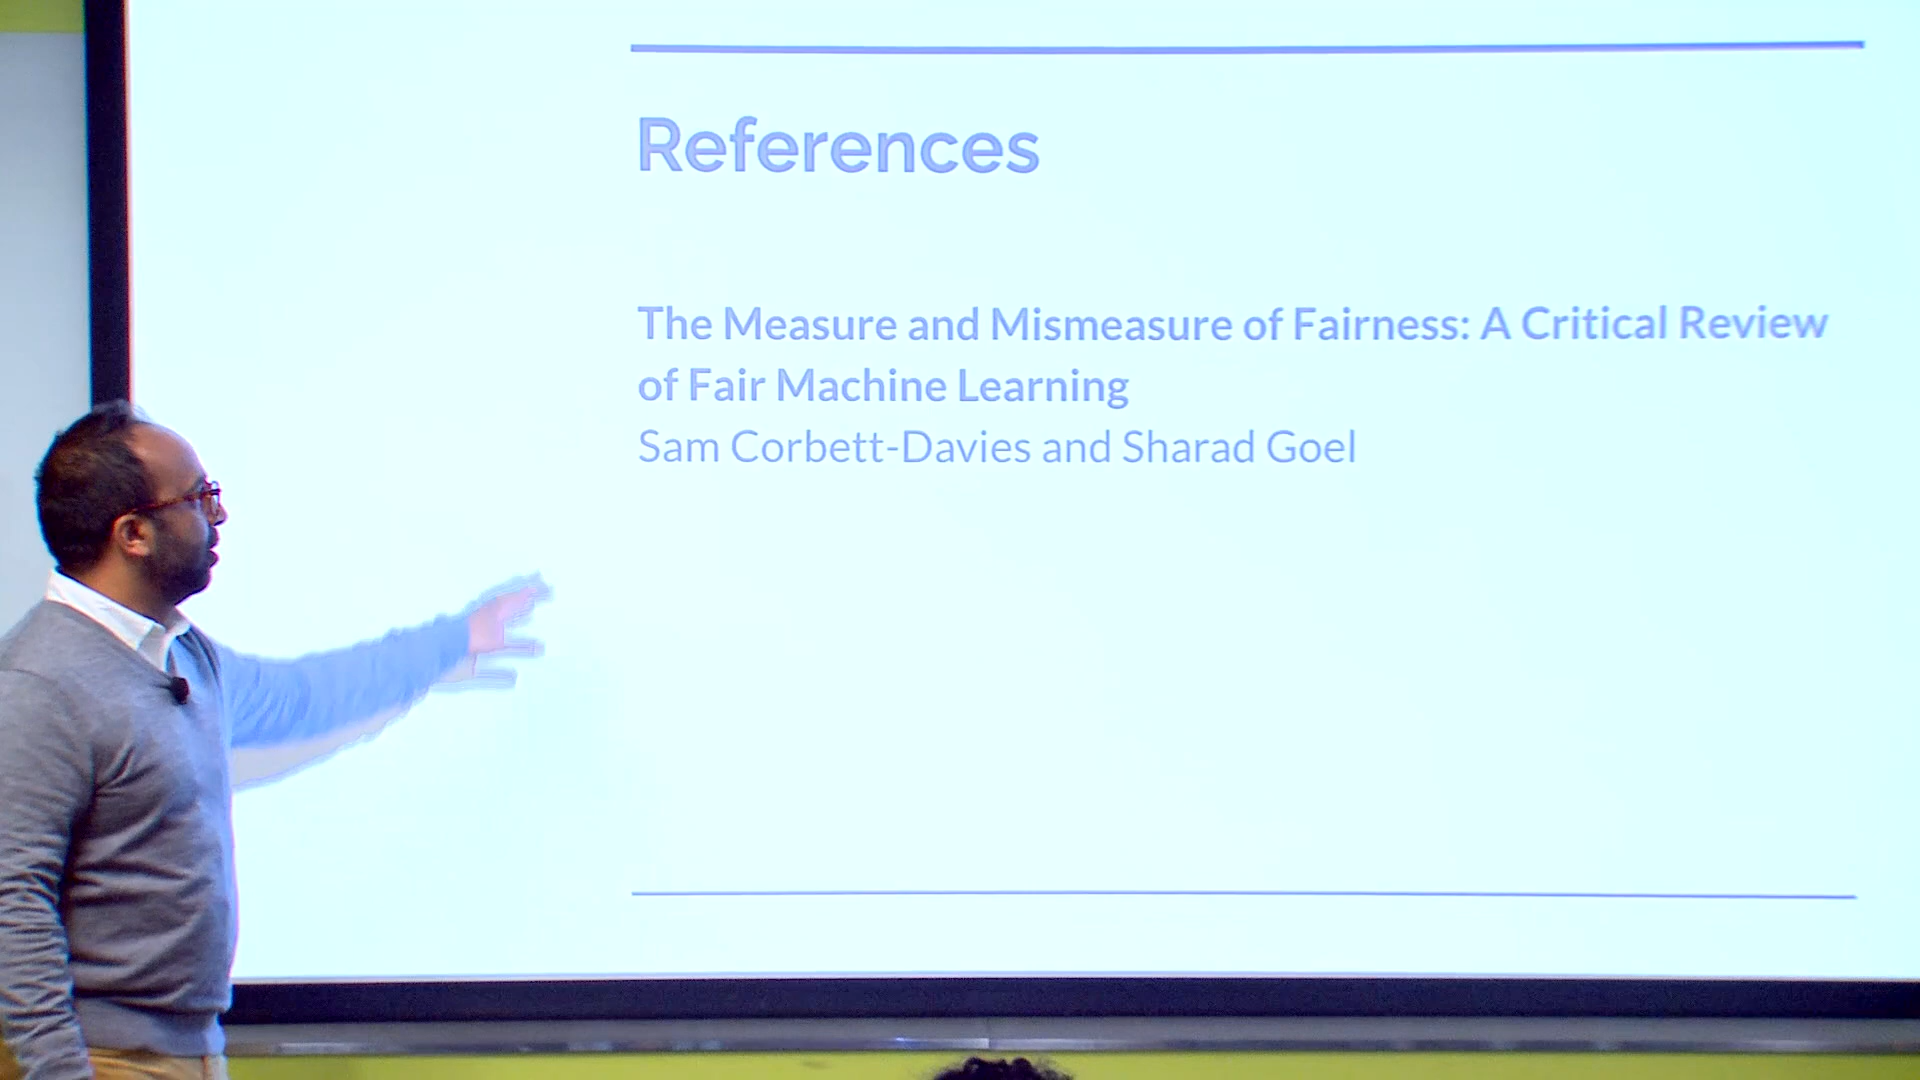 References
The Measure and Mismeasure of Fairness: A Critical Review
of Fair Machine Learning
Sam Corbett-Davies and Sharad Goel